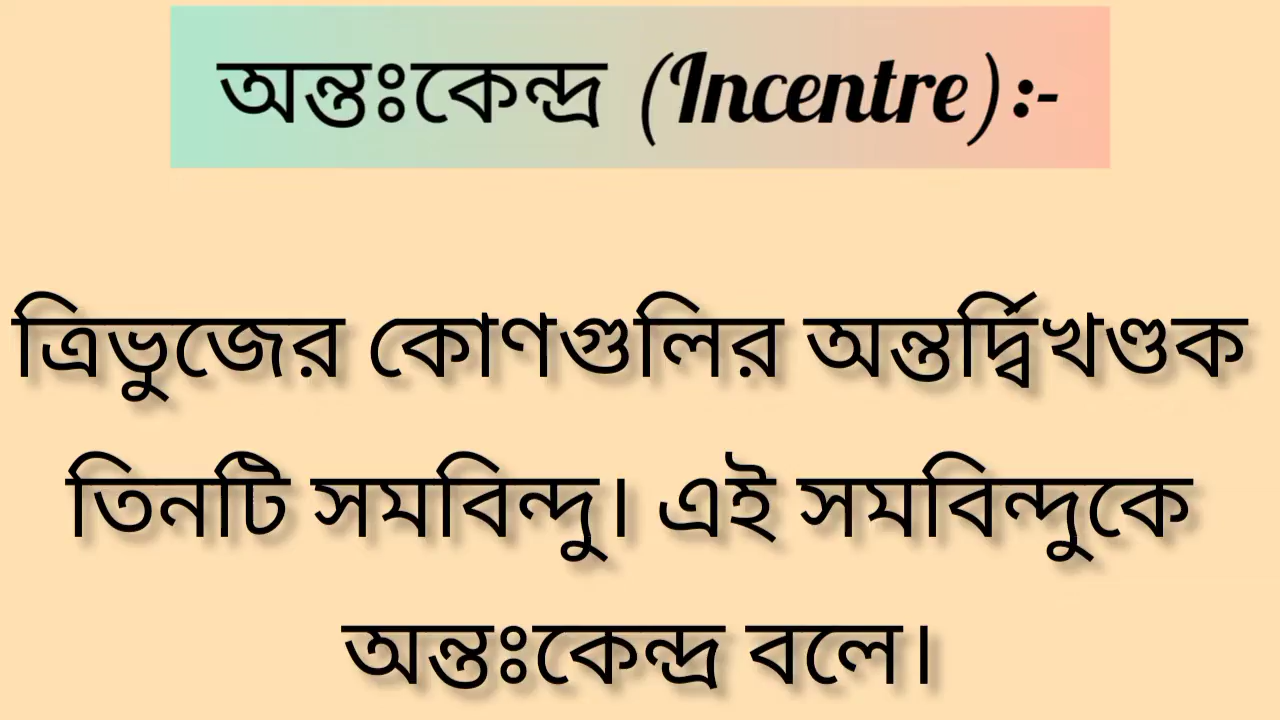 অন্তঃকেন্দ্র (Incentre) :-
ত্রিভুজের কোণগুলির অন্তর্দ্বিখণ্ডক
তিনটি সমবিন্দু। এই সমবিন্দুকে
অন্তঃকেন্দ্র বলে।